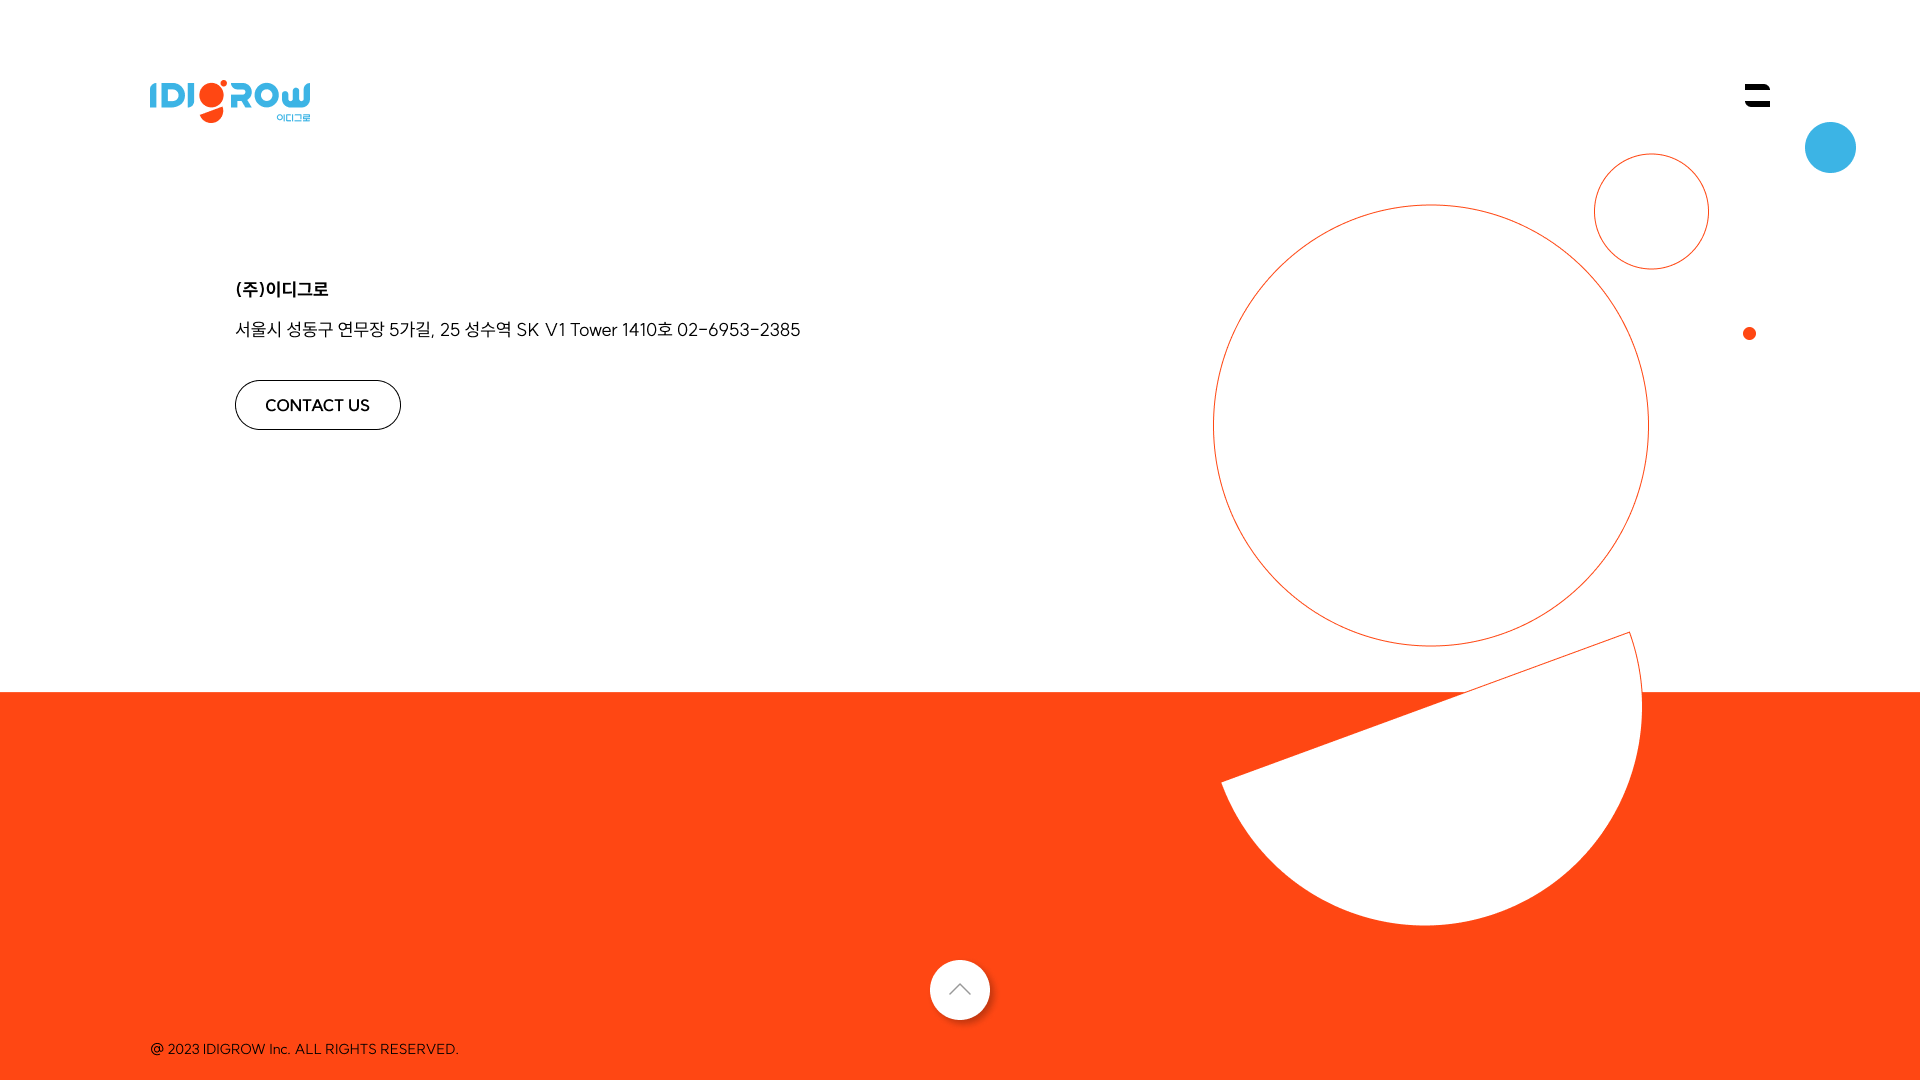 IDIGROW
이디그로
(주)이디그로
서울시 성동구 연무장 5가길, 25 성수역 SK V1 Tower 1410호 02-6953-2385
CONTACT US
@ 2023 IDIGROW Inc. ALL RIGHTS RESERVED.